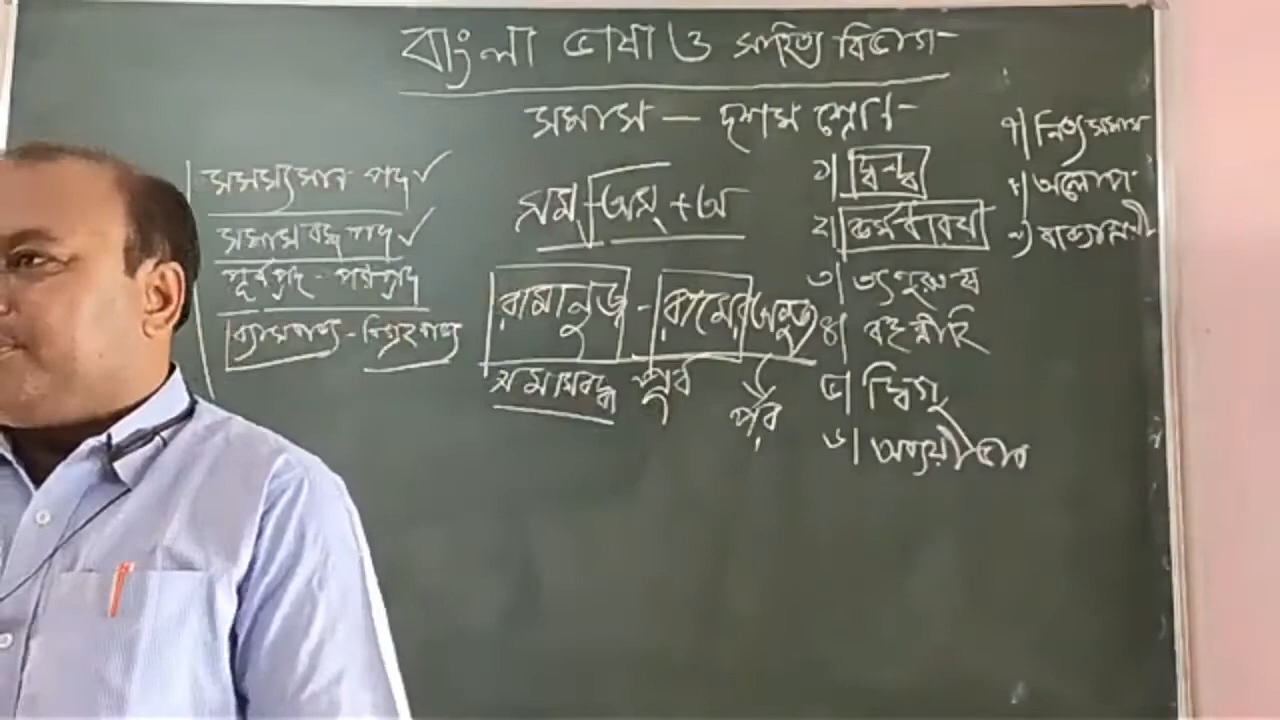 বাংলা ভাষা ও সাহিত্য বিভাগ
সমাস — দশম শ্রেণী
সমস্যমান পদ ✓
সমাসবদ্ধ পদ ✓
পূর্বপদ - পরপদ
ব্যাসবাক্য - বিগ্রহবাক্য
সম্-অস্ + অ
রামানুজ - রামের অনুজ
সমাসবদ্ধ পূর্ব পর
১| দ্বন্দ্ব
২| কর্মধারয়
৩| তৎপুরুষ
৪| বহুব্রীহি
৫| দ্বিগু
৬| অব্যয়ীভাব
৭| নিত্যসমাস
৮| অলোপ
৯| বাক্যাশ্রয়ী